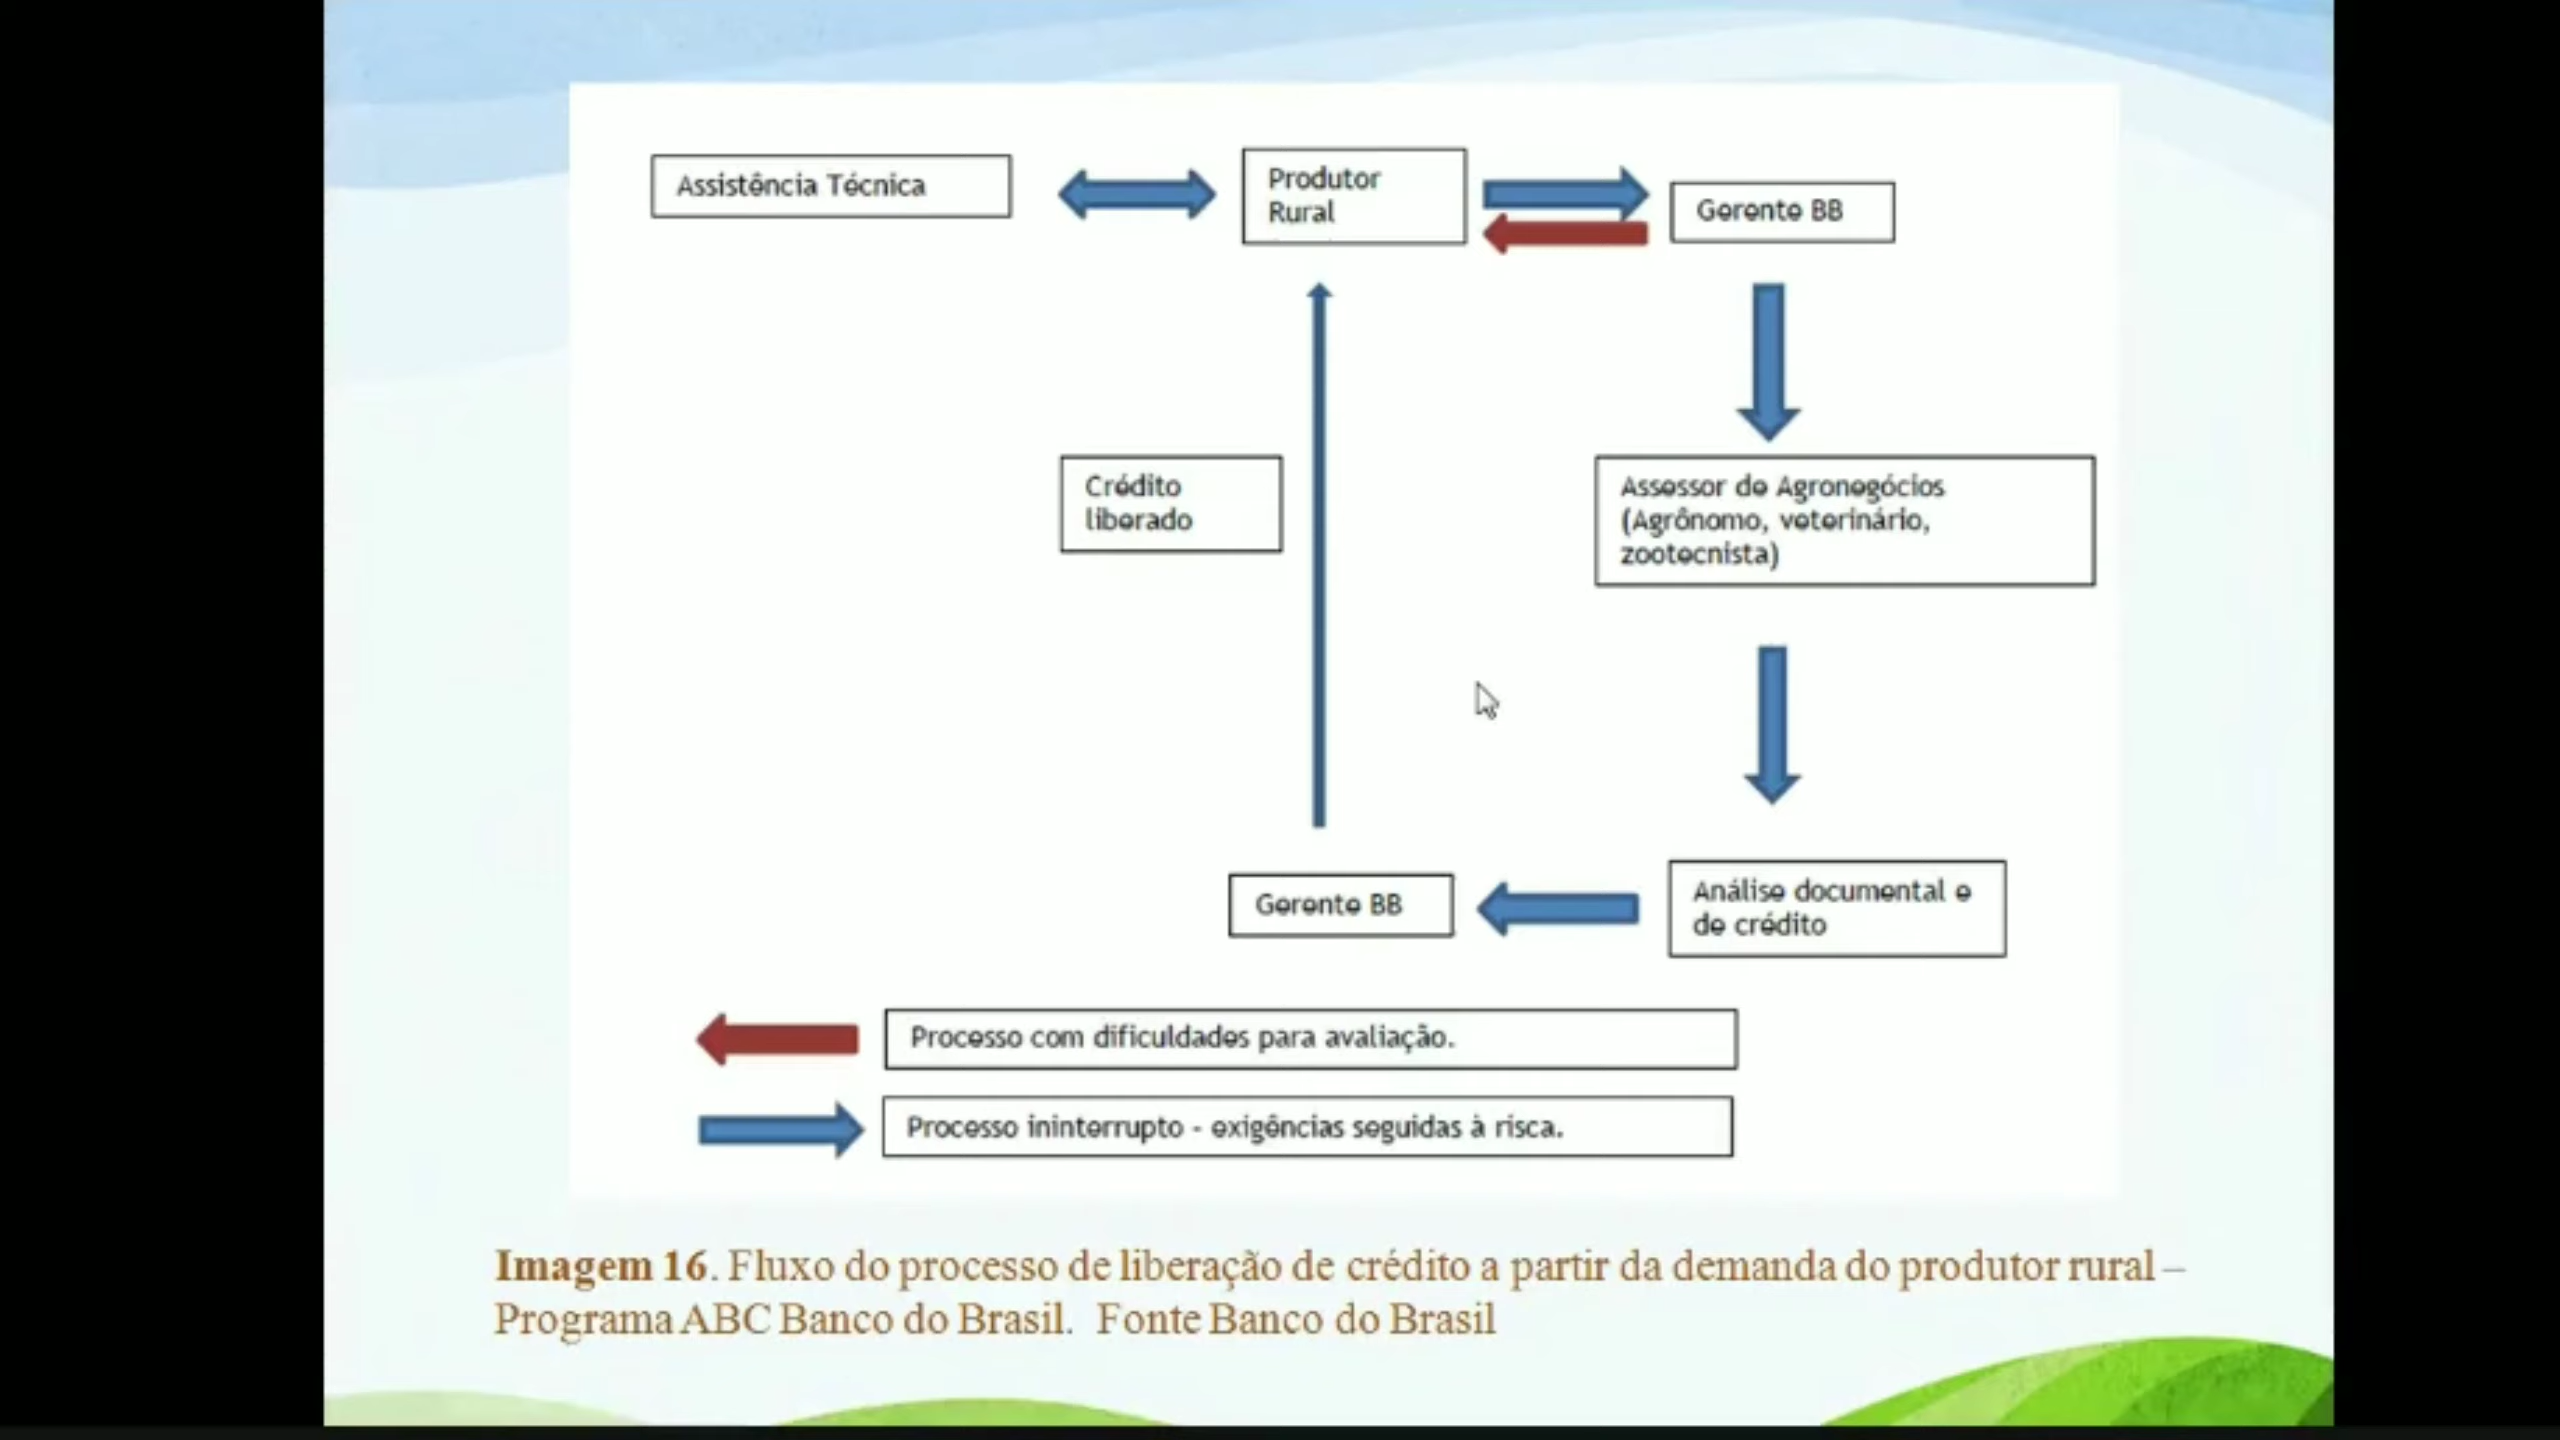 Assistência Técnica
Produtor
Rural
Gerente BB
Crédito
liberado
Assessor de Agronegócios
(Agrônomo, veterinário,
zootecnista)
Gerente BB
Análise documental e
de crédito
Processo com dificuldades para avaliação.
Processo ininterrupto - exigências seguidas à risca.
Imagem 16. Fluxo do processo de liberação de crédito a partir da demanda do produtor rural –
Programa ABC Banco do Brasil. Fonte Banco do Brasil